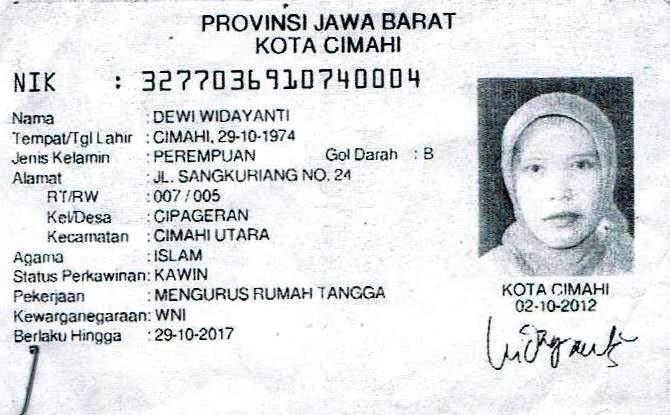 PROVINSI JAWA BARAT
KOTA CIMAHI
NIK : 3277036910740004
Nama : DEWI WIDAYANTI
Tempat/Tgl Lahir : CIMAHI, 29-10-1974
Jenis Kelamin : PEREMPUAN Gol Darah : B
Alamat : JL. SANGKURIANG NO. 24
RT/RW : 007 / 005
Kel/Desa : CIPAGERAN
Kecamatan : CIMAHI UTARA
Agama : ISLAM
Status Perkawinan: KAWIN
Pekerjaan : MENGURUS RUMAH TANGGA
Kewarganegaraan: WNI
Berlaku Hingga : 29-10-2017
KOTA CIMAHI
02-10-2012